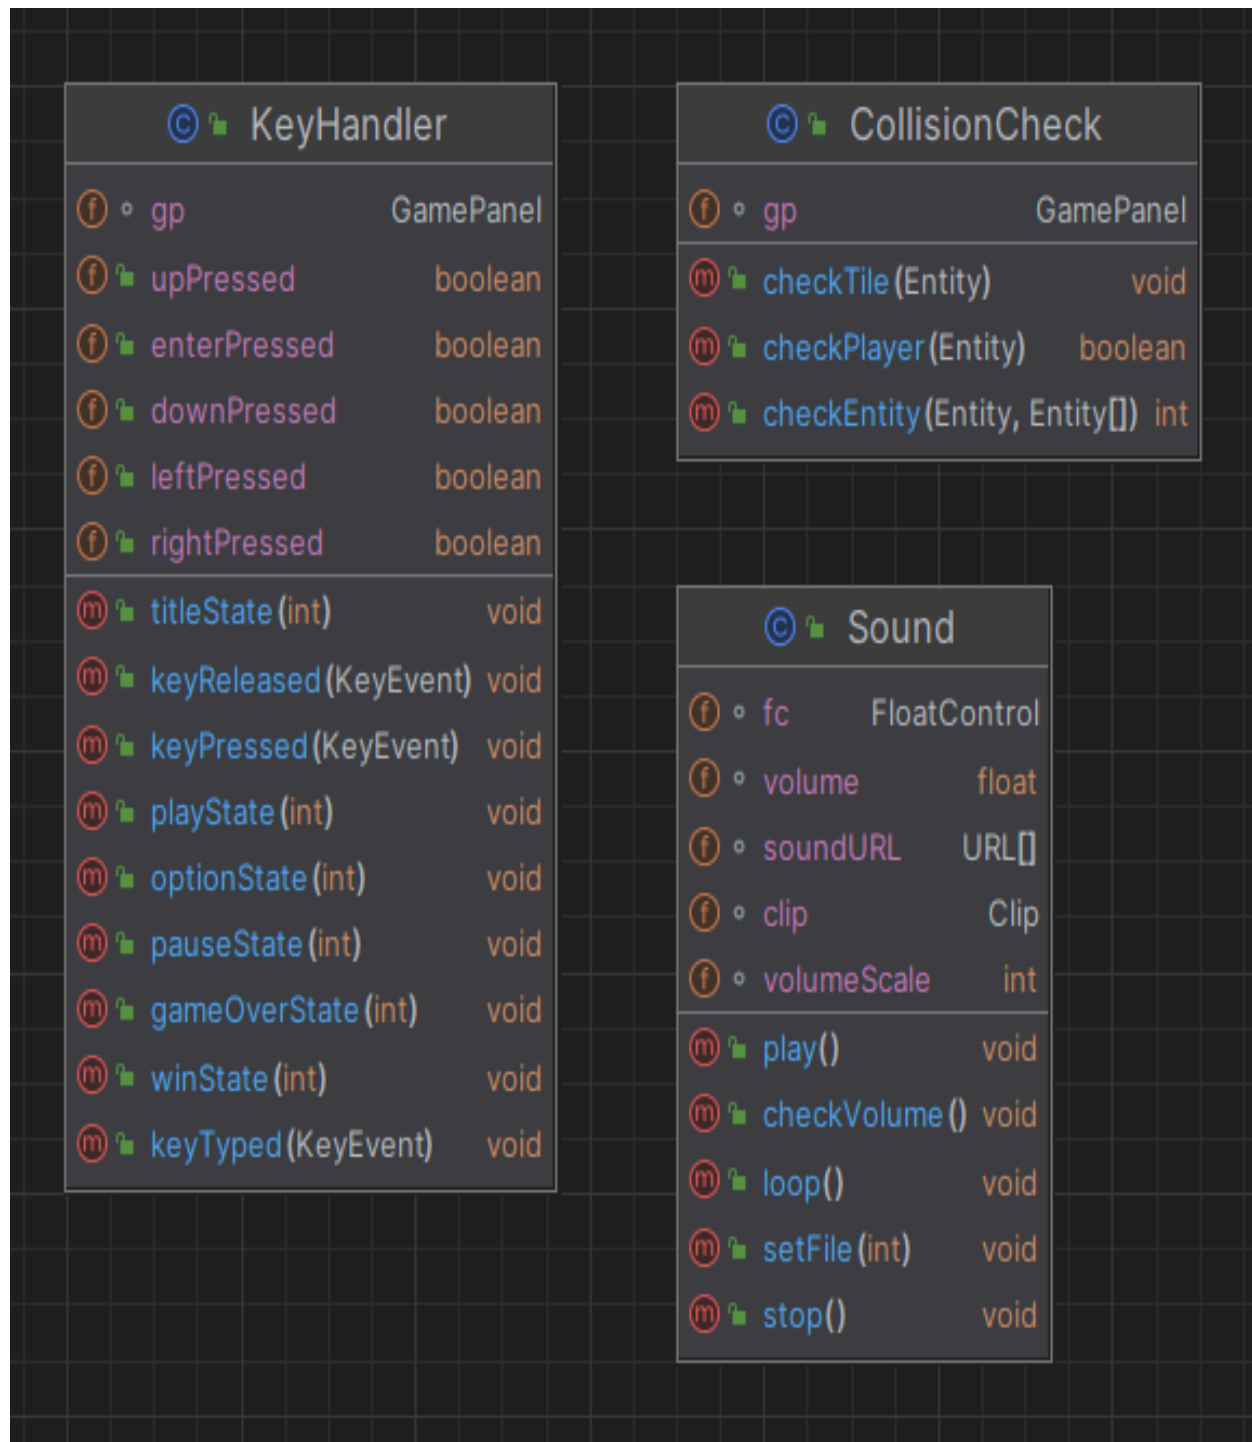 KeyHandler
gp GamePanel
upPressed boolean
enterPressed boolean
downPressed boolean
leftPressed boolean
rightPressed boolean
titleState(int) void
keyReleased(KeyEvent) void
keyPressed(KeyEvent) void
playState(int) void
optionState(int) void
pauseState(int) void
gameOverState(int) void
winState(int) void
keyTyped(KeyEvent) void
CollisionCheck
gp GamePanel
checkTile(Entity) void
checkPlayer(Entity) boolean
checkEntity(Entity, Entity[]) int
Sound
fc FloatControl
volume float
soundURL URL[]
clip Clip
volumeScale int
play() void
checkVolume() void
loop() void
setFile(int) void
stop() void